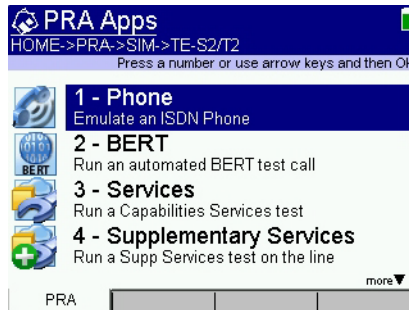 PRA Apps
HOME->PRA->SIM->TE-S2/T2
Press a number or use arrow keys and then
1 - Phone
Emulate an ISDN Phone
2 - BERT
BERT
Run an automated BERT test call
3 - Services
Run a Capabilities Services test
4 - Supplementary Services
Run a Supp Services test on the line
more▼
PRA